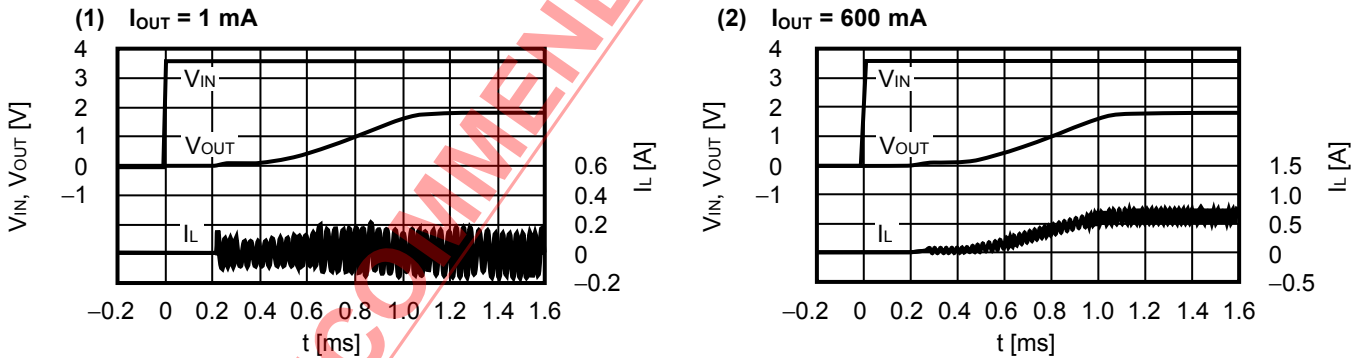 (1) IOUT = 1 mA
4
3
2
1
0
−1
VIN, VOUT [V]
VIN
VOUT
IL
0.6
0.4
0.2
0
−0.2
IL [A]
−0.2 0 0.2 0.4 0.6 0.8 1.0 1.2 1.4 1.6
t [ms]
(2) IOUT = 600 mA
4
3
2
1
0
−1
VIN, VOUT [V]
VIN
VOUT
IL
1.5
1.0
0.5
0
−0.5
IL [A]
−0.2 0 0.2 0.4 0.6 0.8 1.0 1.2 1.4 1.6
t [ms]
COMMEN